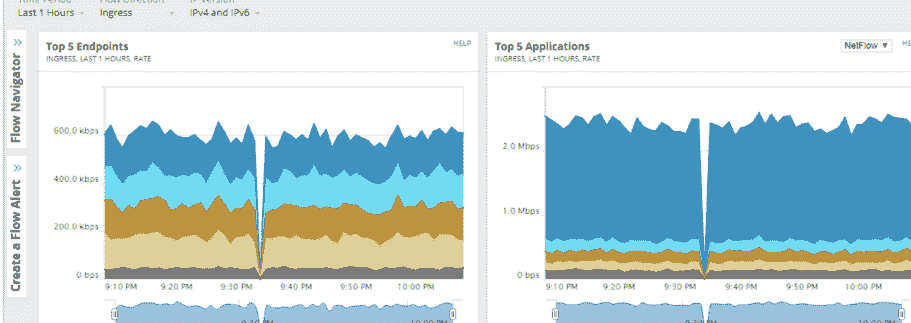 Last 1 Hours
Ingress
IPv4 and IPv6
Flow Navigator
Create a Flow Alert
Top 5 Endpoints
HELP
INGRESS, LAST 1 HOURS, RATE
600.0 kbps
400.0 kbps
200.0 kbps
0 bps
9:10 PM
9:20 PM
9:30 PM
9:40 PM
9:50 PM
10:00 PM
Top 5 Applications
NetFlow
INGRESS, LAST 1 HOURS, RATE
2.0 Mbps
1.0 Mbps
0 bps
9:10 PM
9:20 PM
9:30 PM
9:40 PM
9:50 PM
10:00 PM